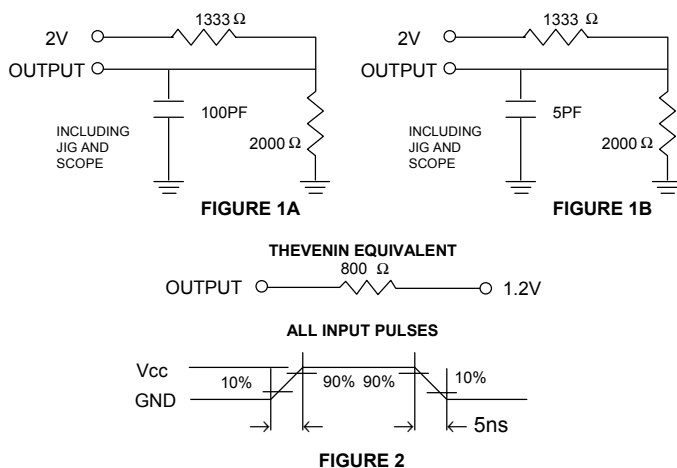 1333 Ω
2V
OUTPUT
100PF
INCLUDING
JIG AND
SCOPE
2000 Ω
FIGURE 1A
1333 Ω
2V
OUTPUT
5PF
INCLUDING
JIG AND
SCOPE
2000 Ω
FIGURE 1B
THEVENIN EQUIVALENT
800 Ω
OUTPUT 1.2V
ALL INPUT PULSES
Vcc
GND
10% 90% 90% 10%
5ns
FIGURE 2